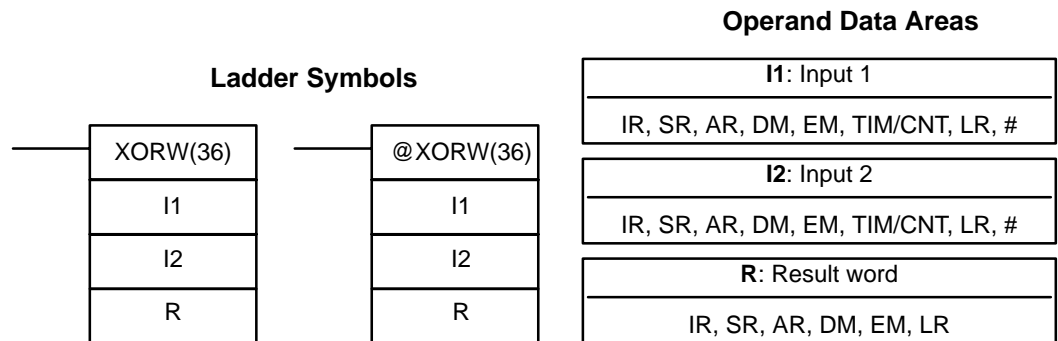 Operand Data Areas
Ladder Symbols
XORW(36)
I1
I2
R
@XORW(36)
I1
I2
R
I1: Input 1
IR, SR, AR, DM, EM, TIM/CNT, LR, #
I2: Input 2
IR, SR, AR, DM, EM, TIM/CNT, LR, #
R: Result word
IR, SR, AR, DM, EM, LR